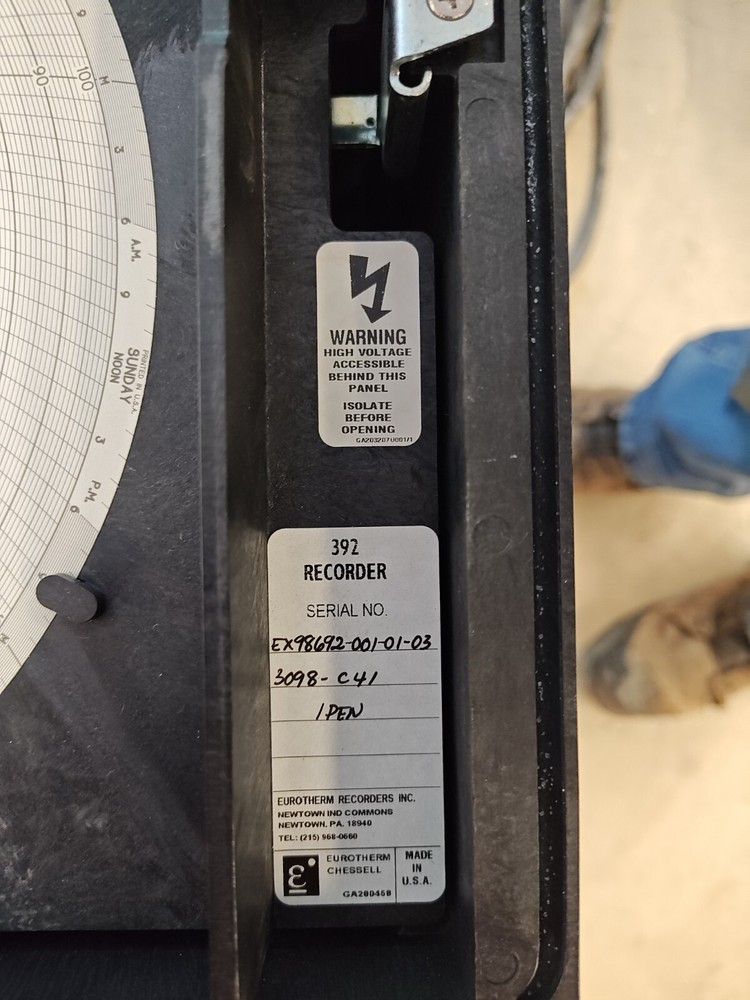 9
90
100
M
3
6
A.M.
9
PRINTED IN U.S.A.
SUNDAY
NOON
3
P.M.
6
WARNING
HIGH VOLTAGE
ACCESSIBLE
BEHIND THIS
PANEL
ISOLATE
BEFORE
OPENING
GA203207U001/1
392
RECORDER
SERIAL NO.
EX98692-001-01-03
3098-C41
1PEN
EUROTHERM RECORDERS INC.
NEWTOWN IND COMMONS
NEWTOWN, PA. 18940
TEL: (215) 968-0660
EUROTHERM
CHESSELL
GA200458
MADE
IN
U.S.A.